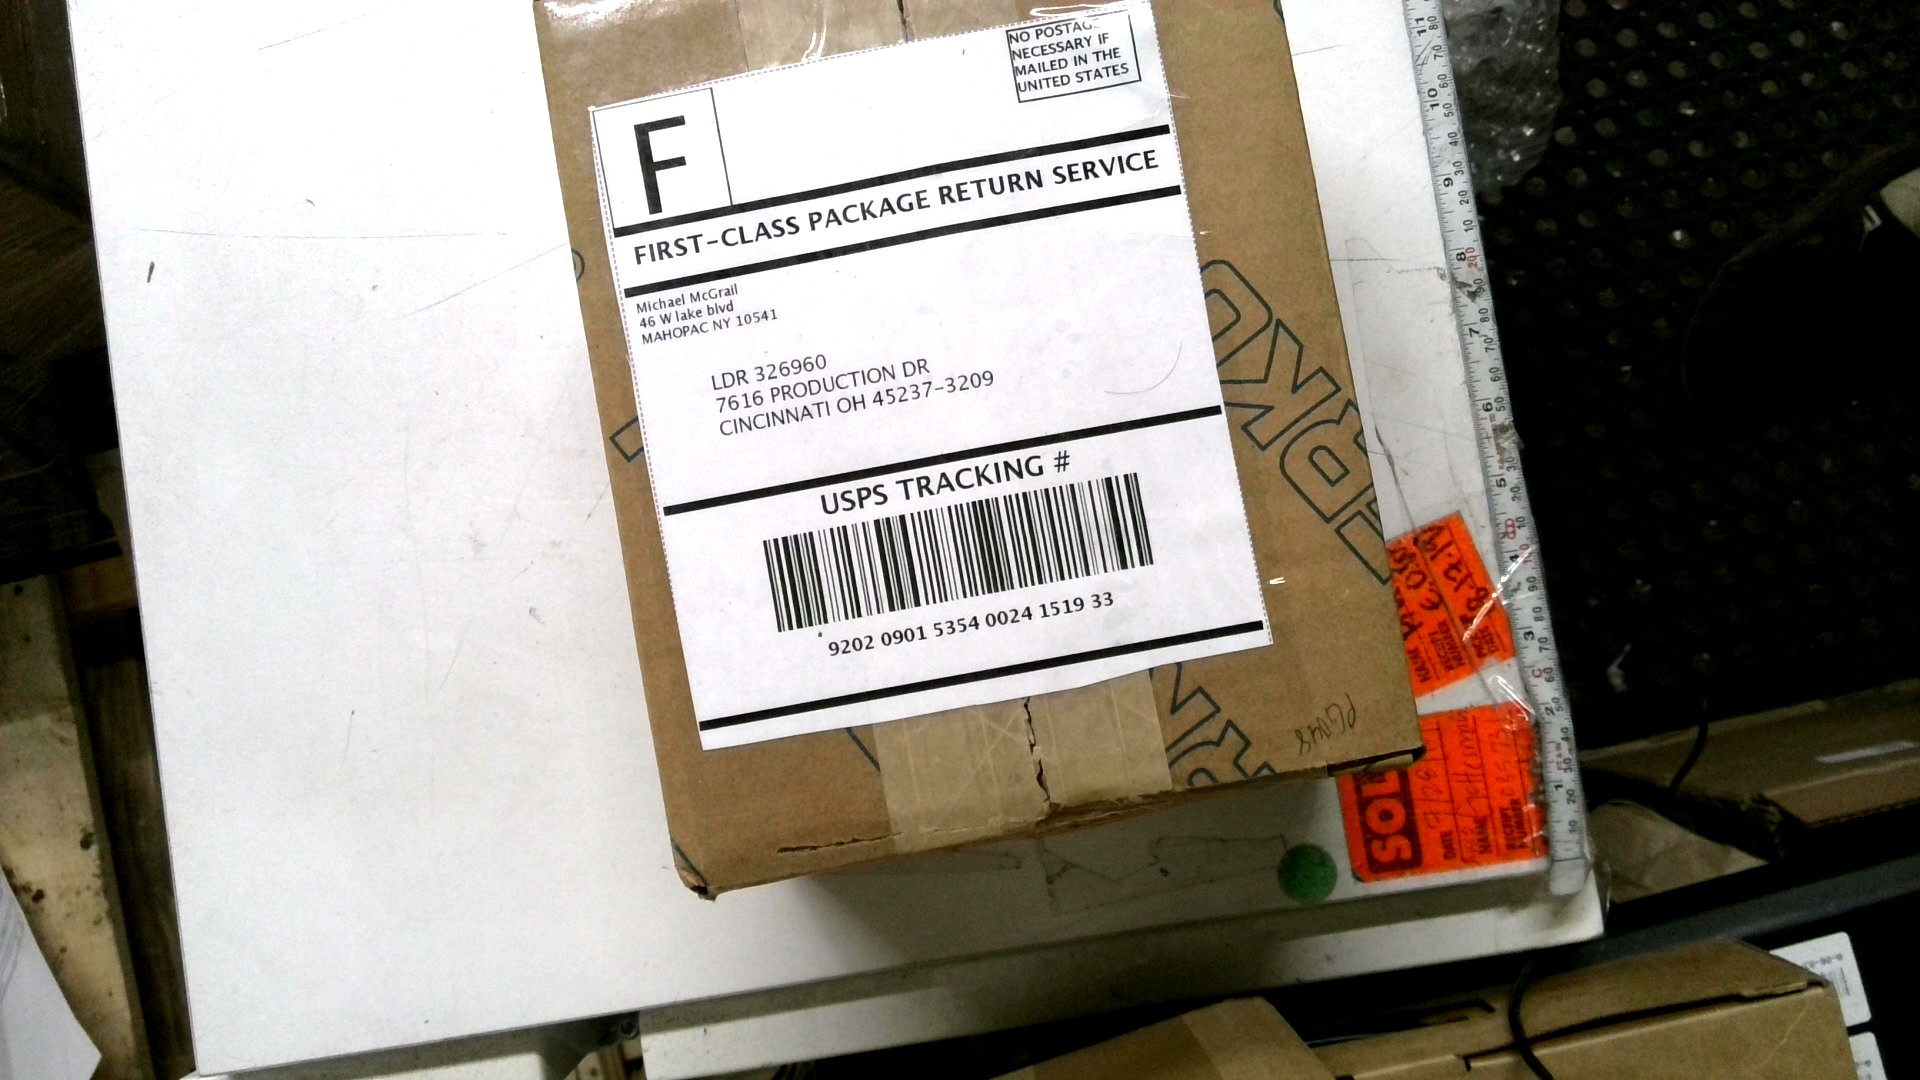 F
NO POSTAGE
NECESSARY IF
MAILED IN THE
UNITED STATES
FIRST-CLASS PACKAGE RETURN SERVICE
Michael McGrail
46 W lake blvd
MAHOPAC NY 10541
LDR 326960
7616 PRODUCTION DR
CINCINNATI OH 45237-3209
USPS TRACKING #
9202 0901 5354 0024 1519 33
SOLD
DATE
NAME